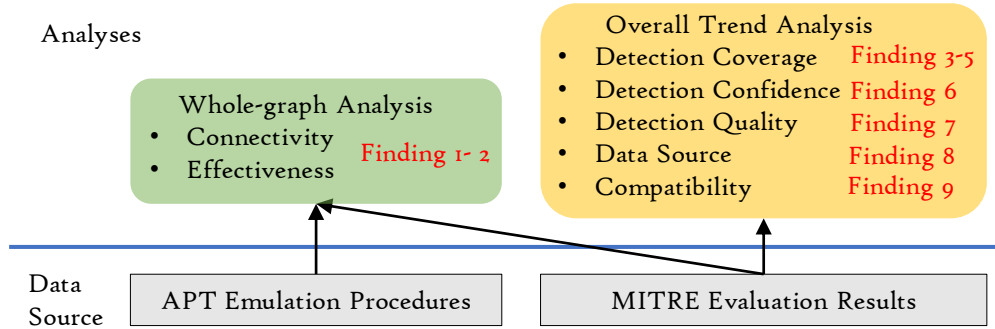 Analyses
Whole-graph Analysis
• Connectivity
• Effectiveness
Finding 1- 2
Overall Trend Analysis
• Detection Coverage Finding 3-5
• Detection Confidence Finding 6
• Detection Quality Finding 7
• Data Source Finding 8
• Compatibility Finding 9
Data
Source
APT Emulation Procedures
MITRE Evaluation Results